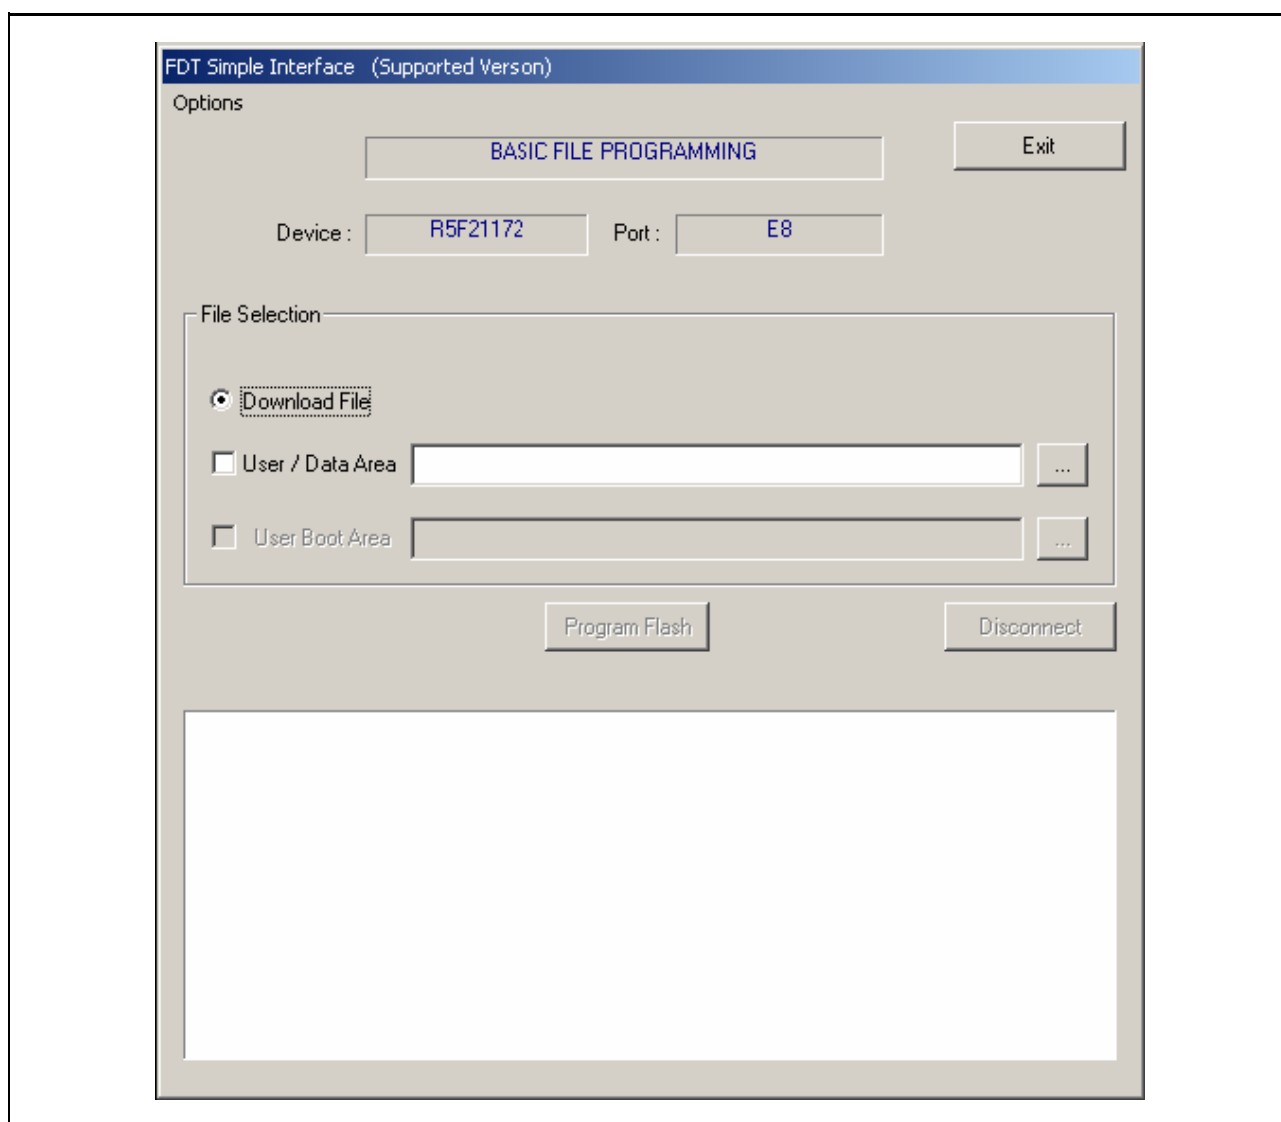 FDT Simple Interface (Supported Verson)
Options
BASIC FILE PROGRAMMING
Exit
Device : R5F21172 Port : E8
File Selection
Download File
User / Data Area ...
User Boot Area ...
Program Flash Disconnect